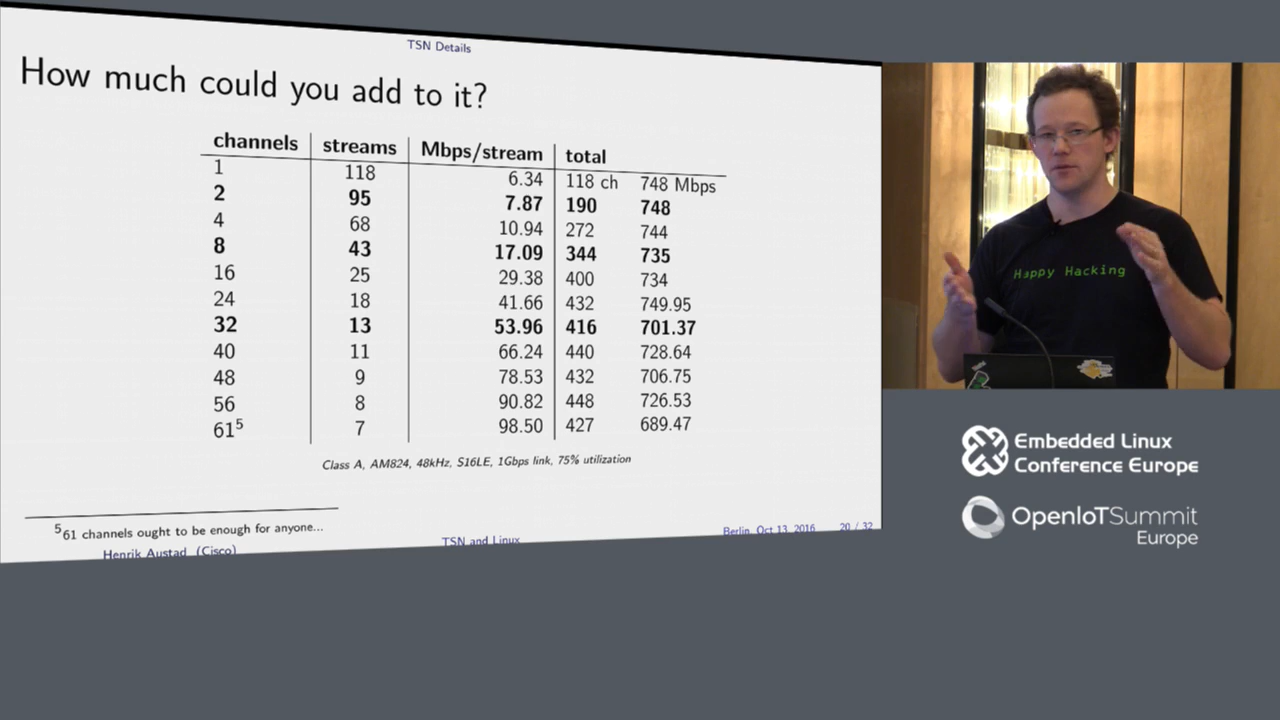 TSN Details
How much could you add to it?
channels streams Mbps/stream total
1 118 6.34 118 ch 748 Mbps
2 95 7.87 190 748
4 68 10.94 272 744
8 43 17.09 344 735
16 25 29.38 400 734
24 18 41.66 432 749.95
32 13 53.96 416 701.37
40 11 66.24 440 728.64
48 9 78.53 432 706.75
56 8 90.82 448 726.53
61⁵ 7 98.50 427 689.47
Class A, AM824, 48kHz, S16LE, 1Gbps link, 75% utilization
⁵61 channels ought to be enough for anyone...
Henrik Austad (Cisco) TSN and Linux Berlin, Oct 13, 2016 20 / 32
Happy Hacking
Embedded Linux
Conference Europe
OpenIoTSummit
Europe